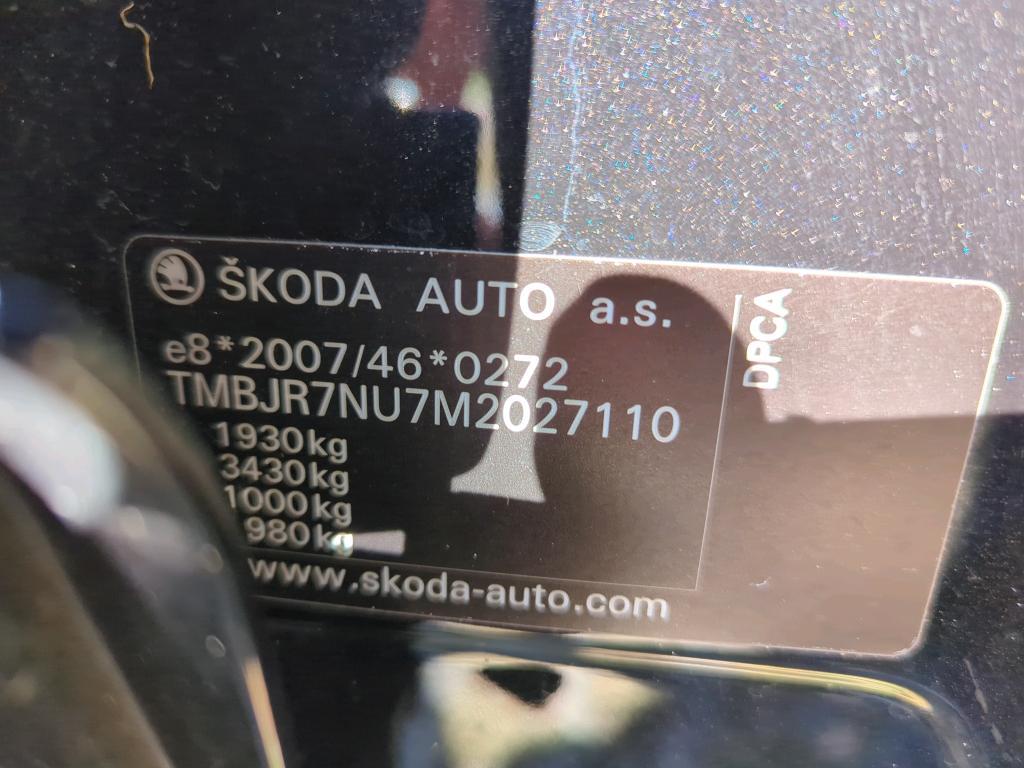 ŠKODA AUTO a.s.
e8*2007/46*0272
TMBJR7NU7M2027110
1930kg
3430kg
1000kg
980kg
www.skoda-auto.com
DPCA